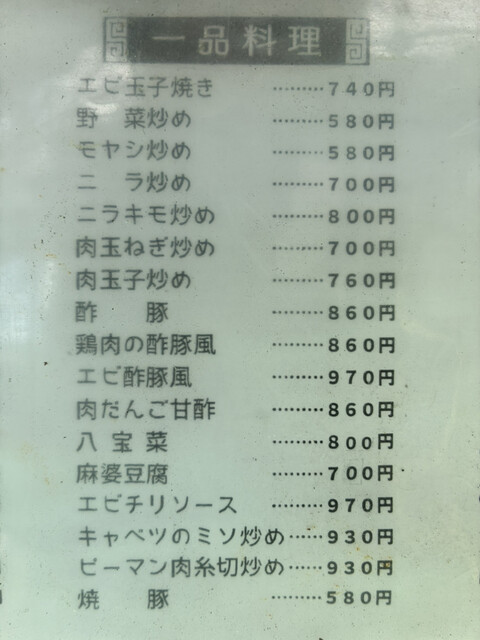 一品料理
エビ玉子焼き ………740円
野　菜炒め ………580円
モヤシ炒め ………580円
ニ　ラ炒め ………700円
ニラキモ炒め ………800円
肉玉ねぎ炒め ………700円
肉玉子炒め ………760円
酢　　豚 ………860円
鶏肉の酢豚風 ………860円
エビ酢豚風 ………970円
肉だんご甘酢 ………860円
八 宝 菜 ………800円
麻婆豆腐 ………700円
エビチリソース ………970円
キャベツのミソ炒め……930円
ピーマン肉糸切炒め……930円
焼　　豚 ………580円